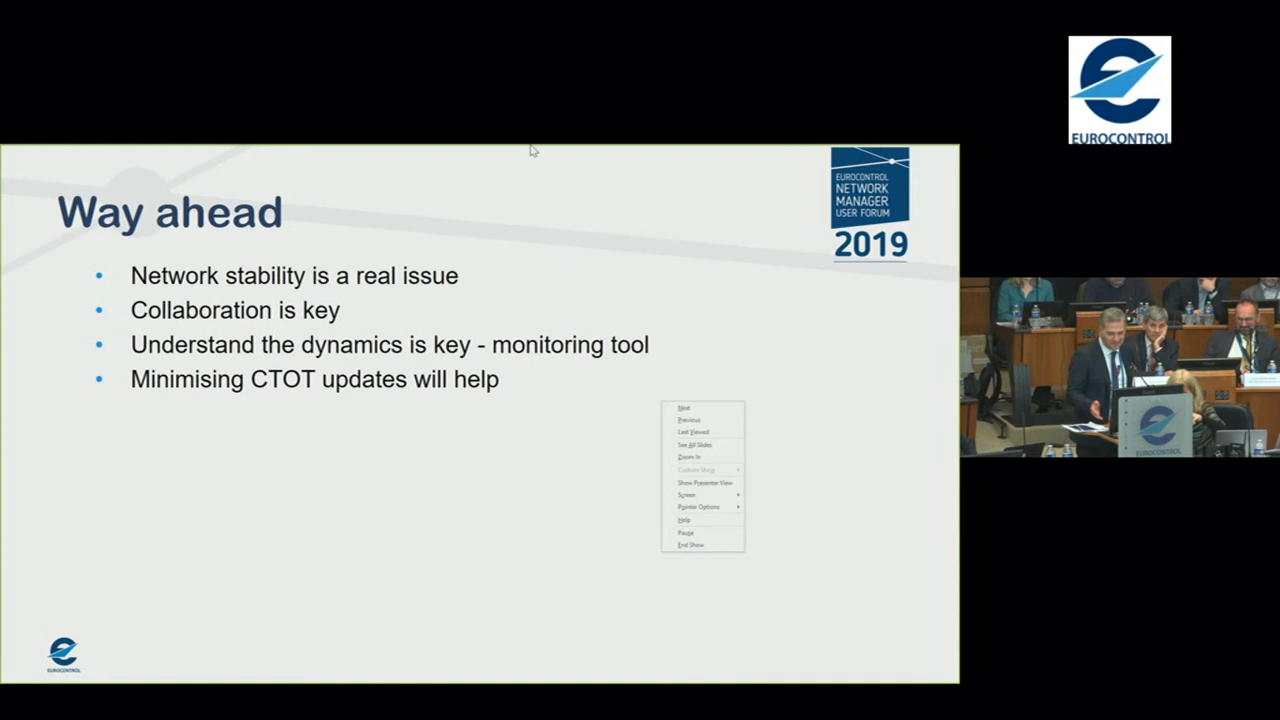 EUROCONTROL
EUROCONTROL
NETWORK
MANAGER
USER FORUM
2019
Way ahead
• Network stability is a real issue
• Collaboration is key
• Understand the dynamics is key - monitoring tool
• Minimising CTOT updates will help
Next
Previous
Last Viewed
See All Slides
Zoom In
Custom Show
Show Presenter View
Screen
Pointer Options
Help
Pause
End Show
EUROCONTROL
EUROCONTROL